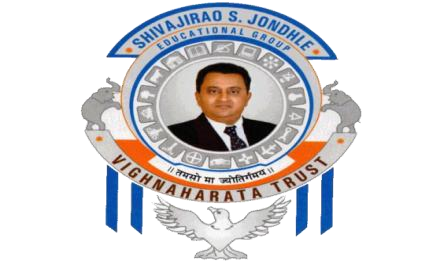 SHIVAJIRAO S. JONDHLE
EDUCATIONAL GROUP
॥ तमसो मा ज्योतिर्गमय ॥
VIGHNAHARATA TRUST